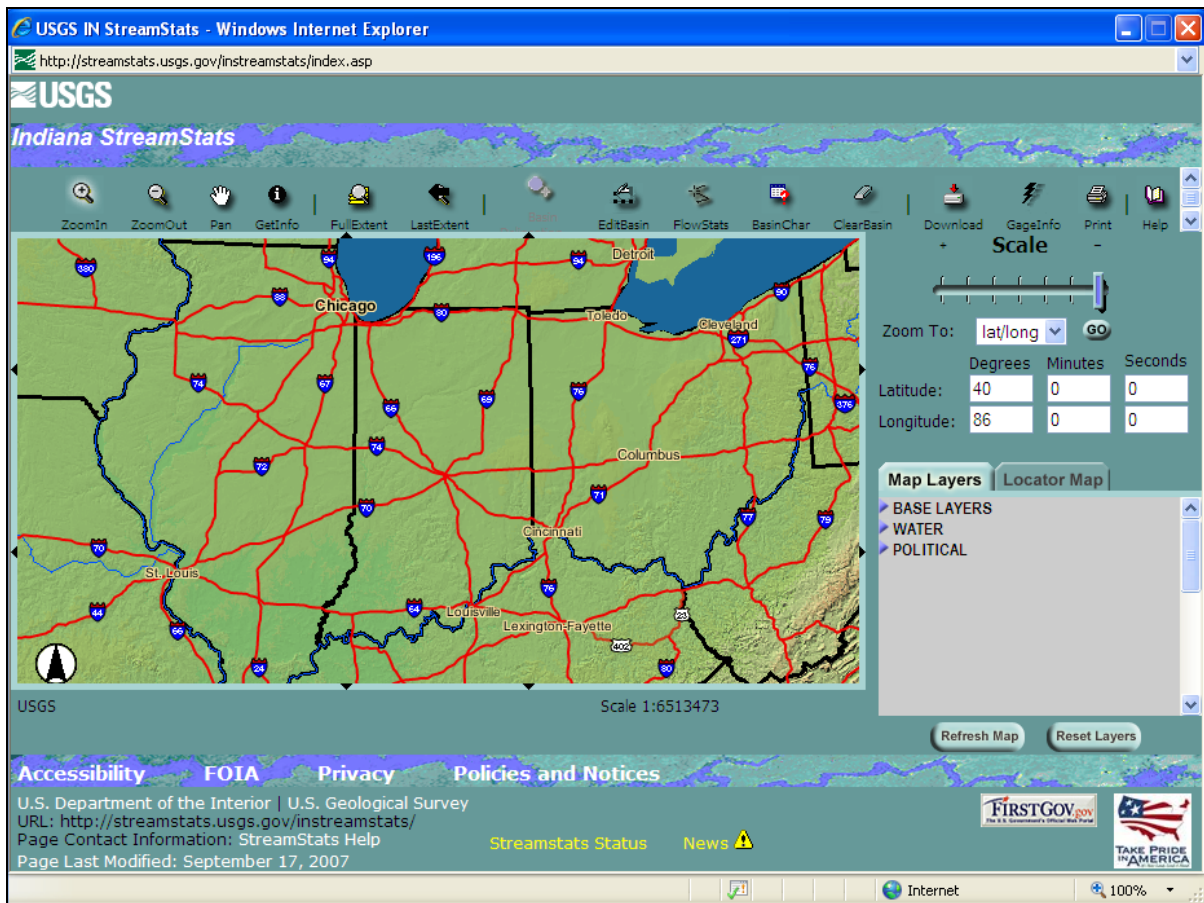 USGS IN StreamStats - Windows Internet Explorer
http://streamstats.usgs.gov/instreamstats/index.asp
USGS
Indiana StreamStats
ZoomIn ZoomOut Pan GetInfo FullExtent LastExtent Basin EditBasin FlowStats BasinChar ClearBasin Download GageInfo Print Help
+ Scale -
Zoom To: lat/long GO
Degrees Minutes Seconds
Latitude: 40 0 0
Longitude: 86 0 0
Map Layers Locator Map
BASE LAYERS
WATER
POLITICAL
380
94
196
94
Detroit
88
Chicago
80
Toledo
90
Cleveland
271
74
67
66
69
76
76
376
72
74
Columbus
71
70
77
79
70
Cincinnati
St. Louis
76
44
66
64
Louisville
Lexington-Fayette
23
402
24
80
USGS Scale 1:6513473
Refresh Map Reset Layers
Accessibility FOIA Privacy Policies and Notices
U.S. Department of the Interior | U.S. Geological Survey
URL: http://streamstats.usgs.gov/instreamstats/
Page Contact Information: StreamStats Help
Page Last Modified: September 17, 2007
Streamstats Status News
FIRSTGOV.gov
TAKE PRIDE
IN AMERICA
Internet 100%